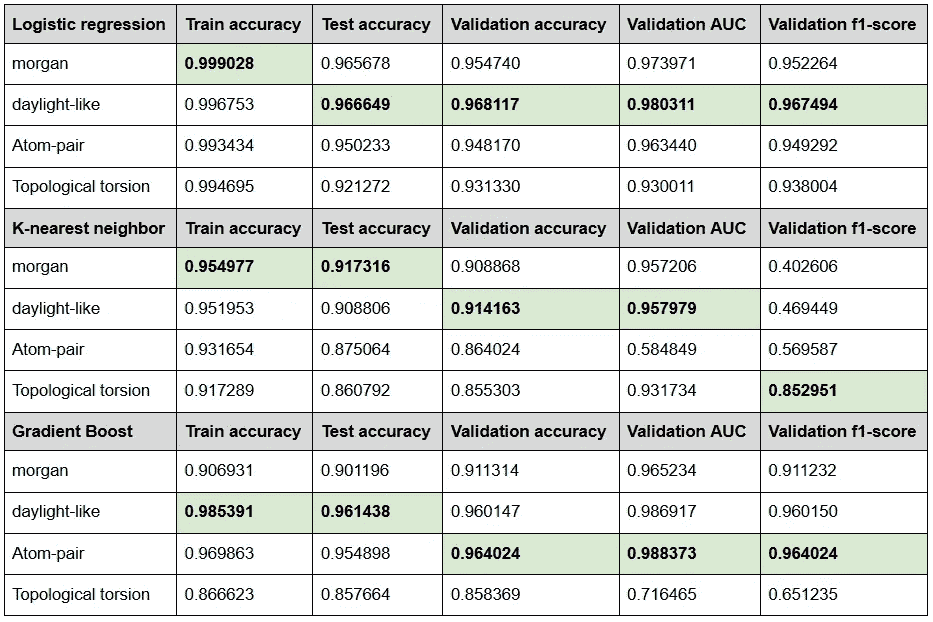 Logistic regression Train accuracy Test accuracy Validation accuracy Validation AUC Validation f1-score
morgan 0.999028 0.965678 0.954740 0.973971 0.952264
daylight-like 0.996753 0.966649 0.968117 0.980311 0.967494
Atom-pair 0.993434 0.950233 0.948170 0.963440 0.949292
Topological torsion 0.994695 0.921272 0.931330 0.930011 0.938004
K-nearest neighbor Train accuracy Test accuracy Validation accuracy Validation AUC Validation f1-score
morgan 0.954977 0.917316 0.908868 0.957206 0.402606
daylight-like 0.951953 0.908806 0.914163 0.957979 0.469449
Atom-pair 0.931654 0.875064 0.864024 0.584849 0.569587
Topological torsion 0.917289 0.860792 0.855303 0.931734 0.852951
Gradient Boost Train accuracy Test accuracy Validation accuracy Validation AUC Validation f1-score
morgan 0.906931 0.901196 0.911314 0.965234 0.911232
daylight-like 0.985391 0.961438 0.960147 0.986917 0.960150
Atom-pair 0.969863 0.954898 0.964024 0.988373 0.964024
Topological torsion 0.866623 0.857664 0.858369 0.716465 0.651235